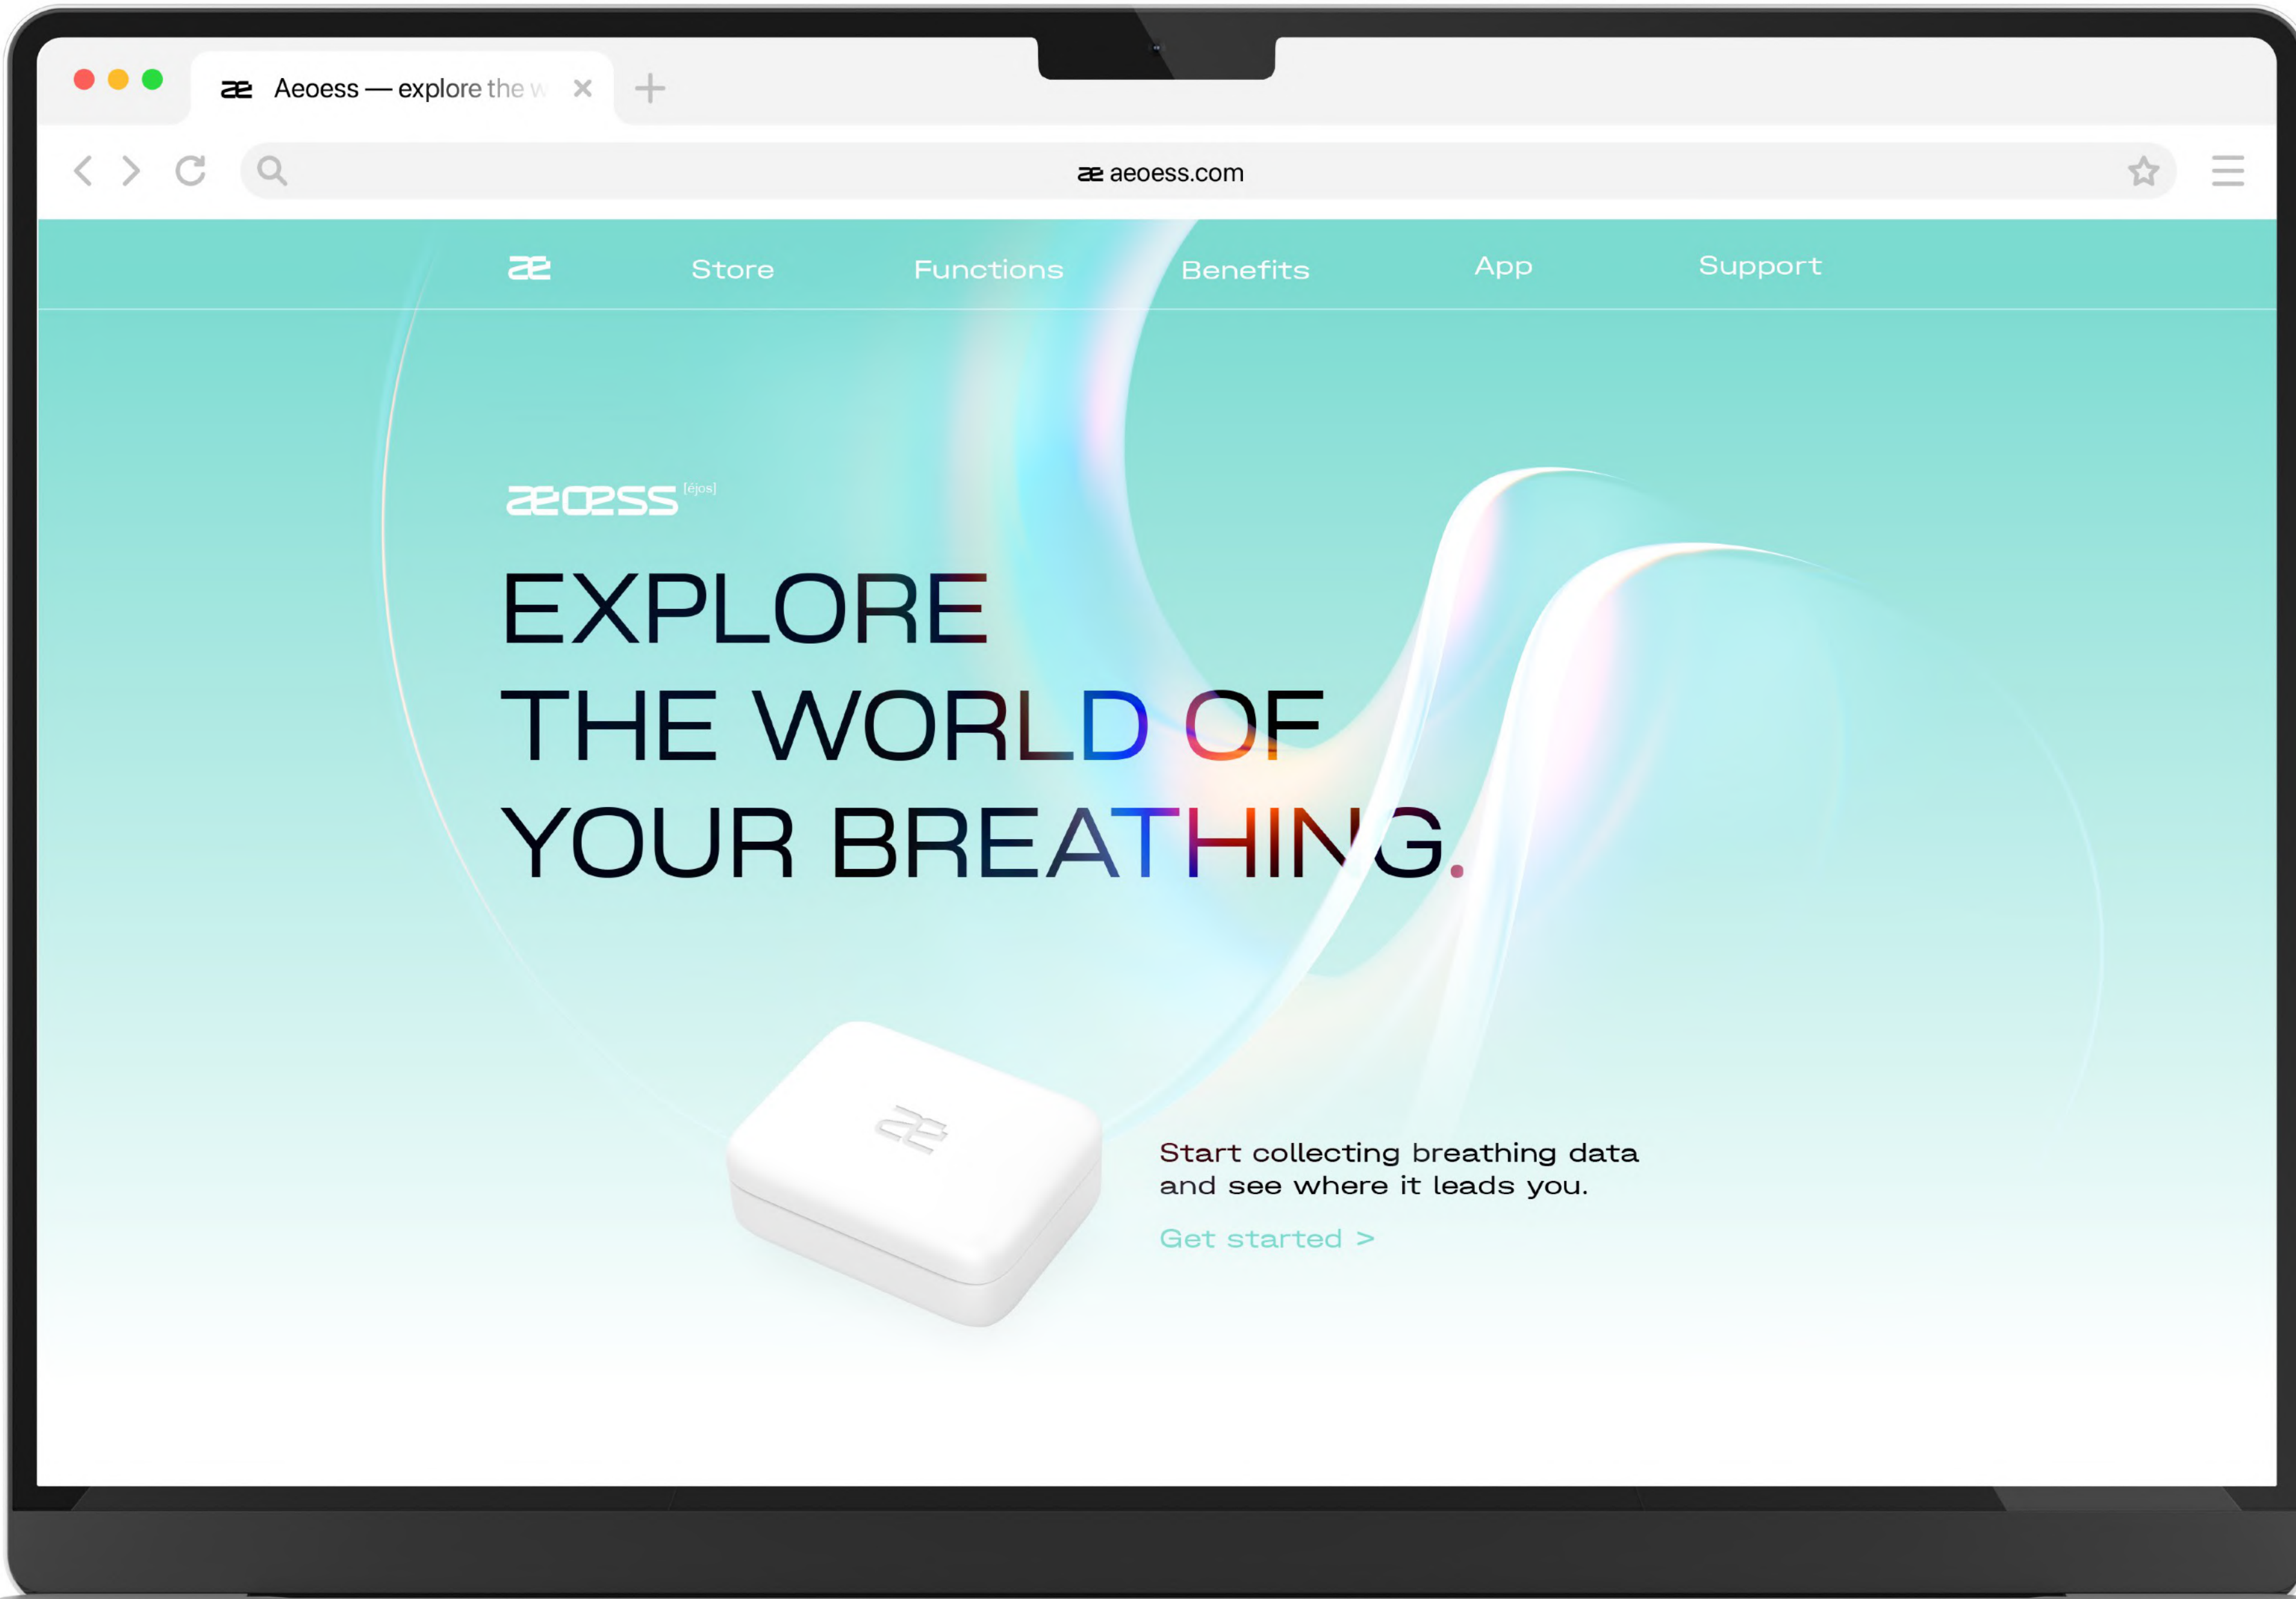 æ Aeoess — explore the w
æ aeoess.com
æ Store Functions Benefits App Support
æœss [éjos]
EXPLORE
THE WORLD OF
YOUR BREATHING.
æ
Start collecting breathing data
and see where it leads you.
Get started >